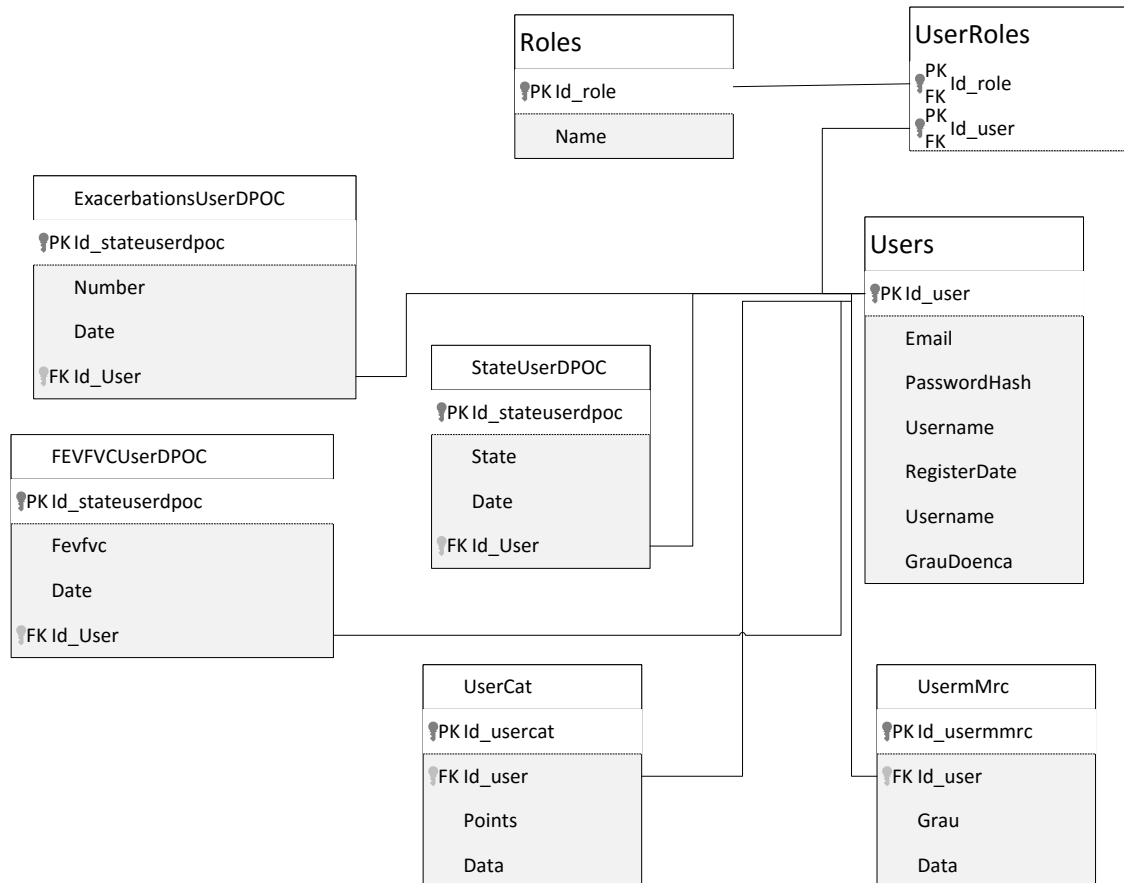 Roles
PK Id_role
Name
UserRoles
PK
FK Id_role
PK
FK Id_user
ExacerbationsUserDPOC
PK Id_stateuserdpoc
Number
Date
FK Id_User
Users
PK Id_user
Email
PasswordHash
Username
RegisterDate
Username
GrauDoenca
StateUserDPOC
PK Id_stateuserdpoc
State
Date
FK Id_User
FEVFVCUserDPOC
PK Id_stateuserdpoc
Fevfvc
Date
FK Id_User
UserCat
PK Id_usercat
FK Id_user
Points
Data
UsermMrc
PK Id_usermmrc
FK Id_user
Grau
Data